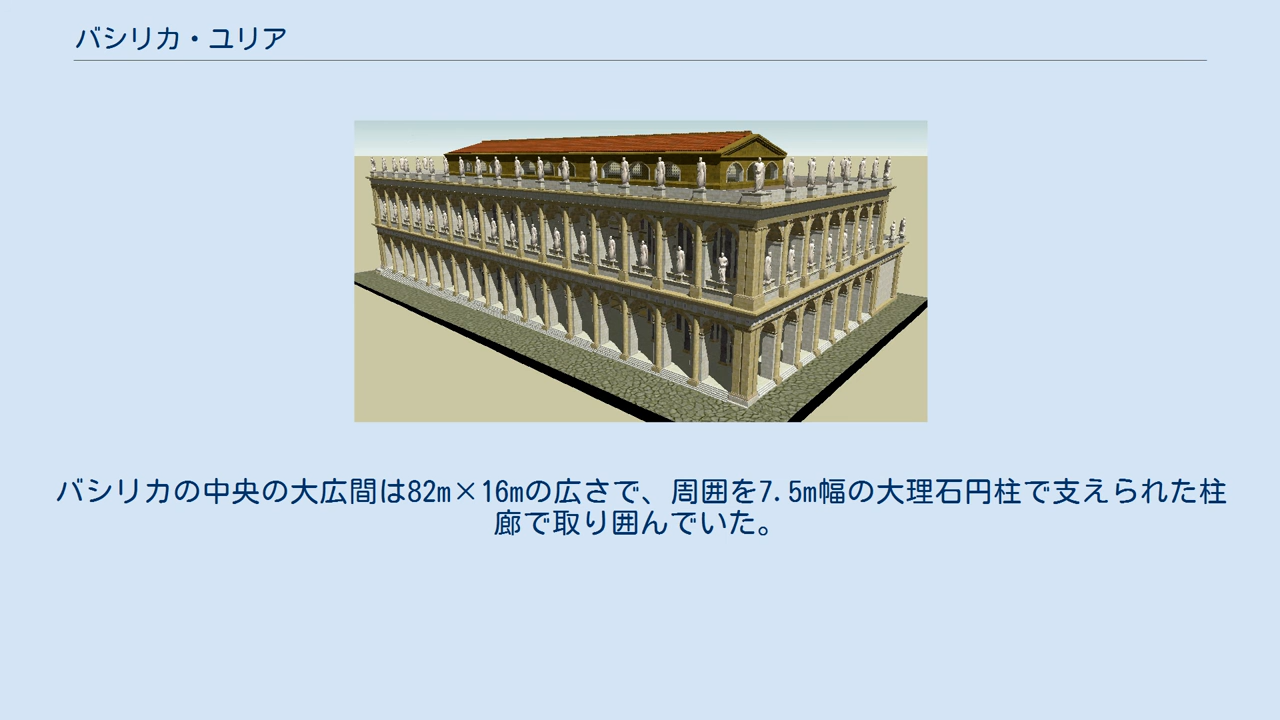 バシリカ・ユリア
バシリカの中央の大広間は82m×16mの広さで、周囲を7.5m幅の大理石円柱で支えられた柱
廊で取り囲んでいた。